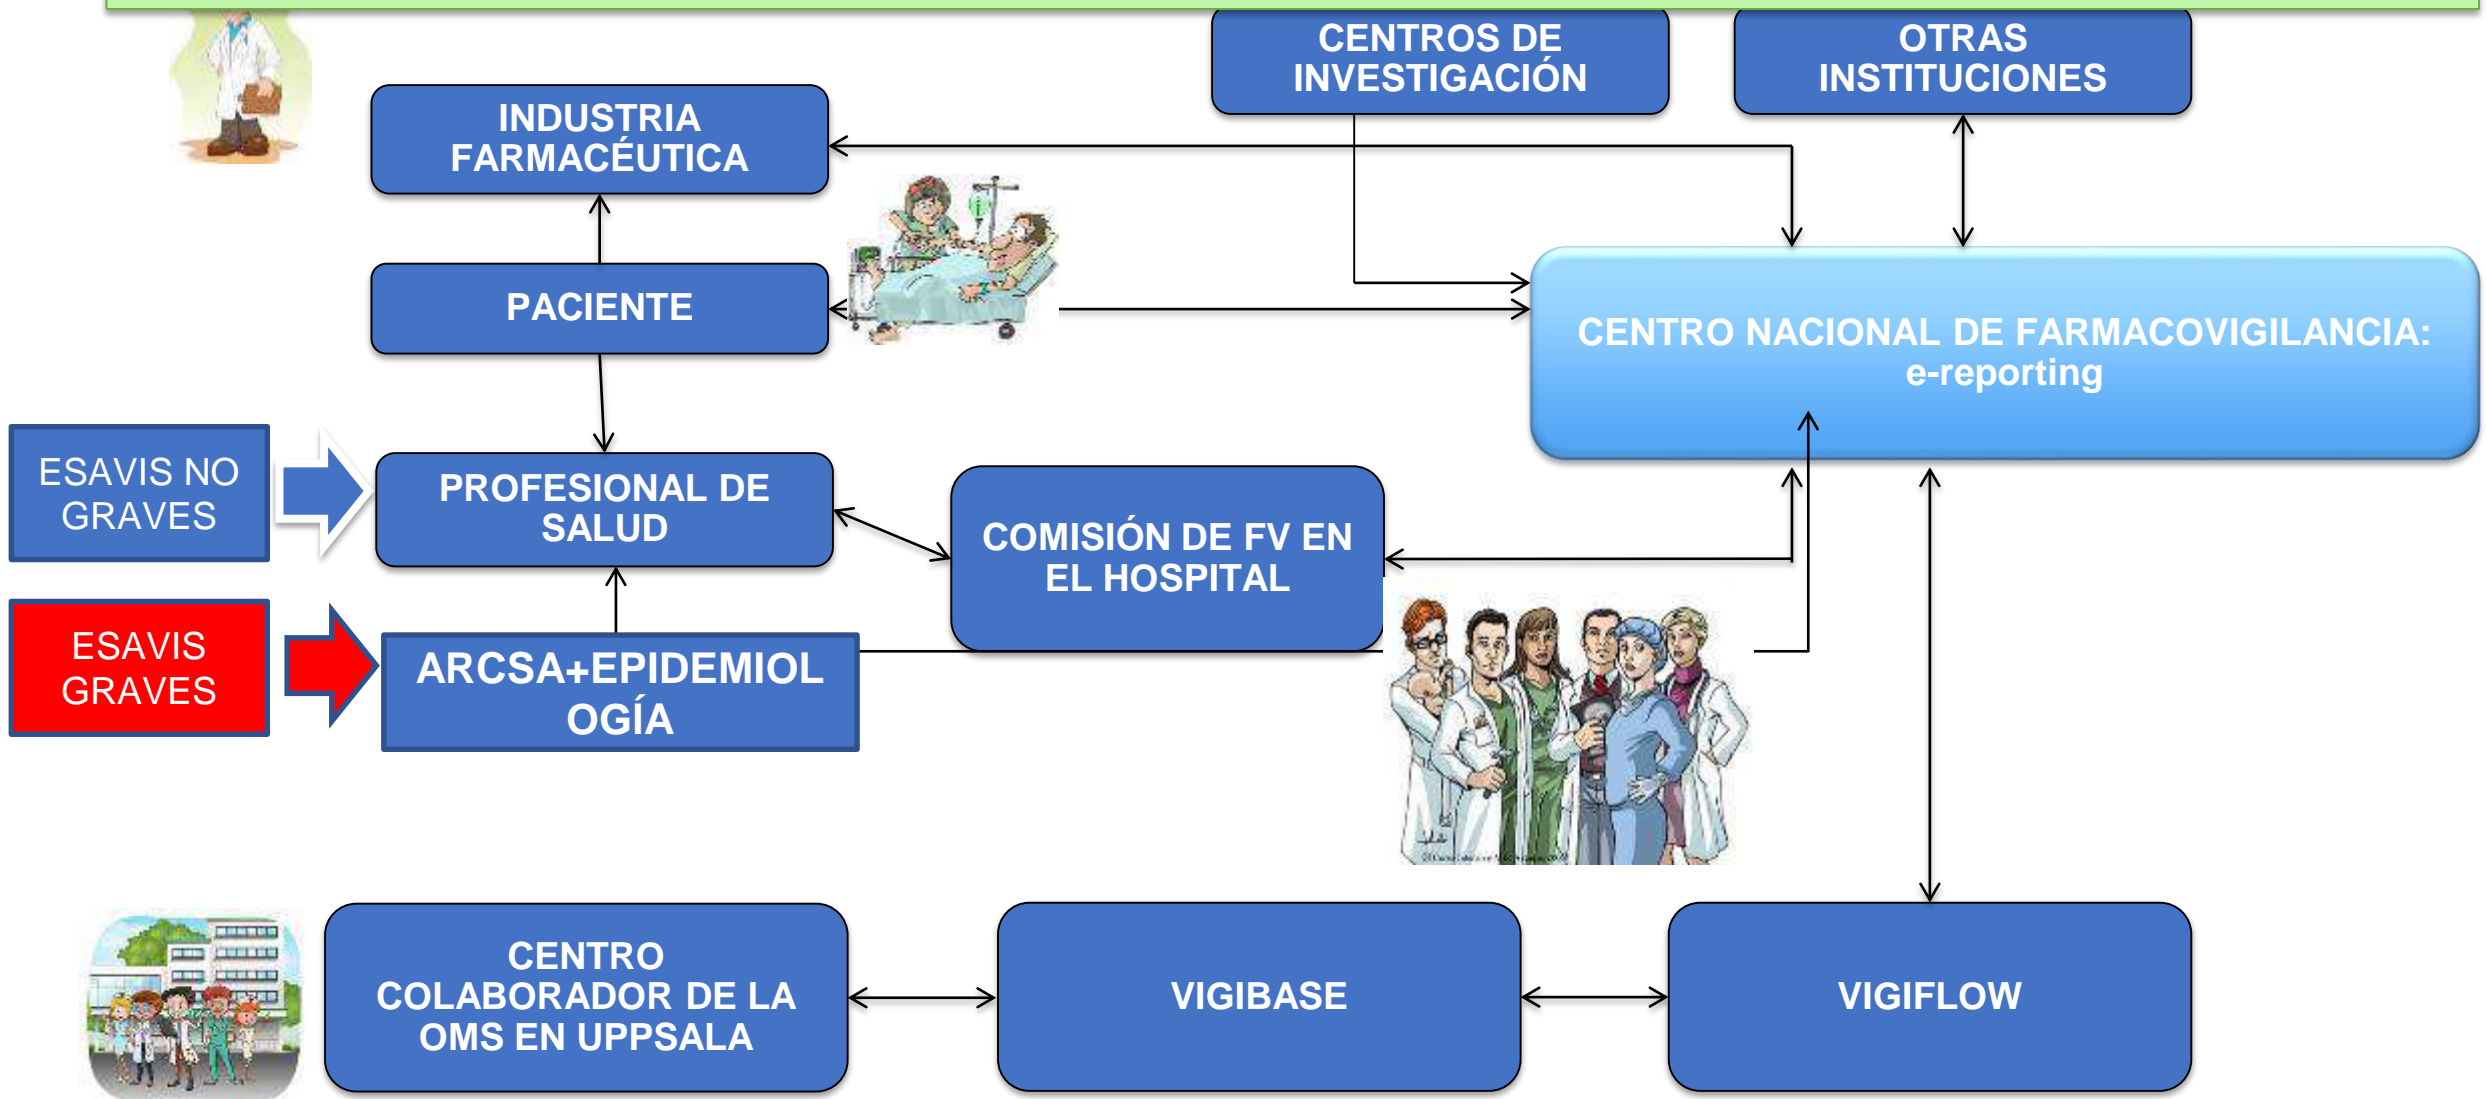 CENTROS DE
INVESTIGACIÓN
OTRAS
INSTITUCIONES
INDUSTRIA
FARMACÉUTICA
PACIENTE
CENTRO NACIONAL DE FARMACOVIGILANCIA:
e-reporting
ESAVIS NO
GRAVES
PROFESIONAL DE
SALUD
COMISIÓN DE FV EN
EL HOSPITAL
ESAVIS
GRAVES
ARCSA+EPIDEMIOL
OGÍA
CENTRO
COLABORADOR DE LA
OMS EN UPPSALA
VIGIBASE
VIGIFLOW